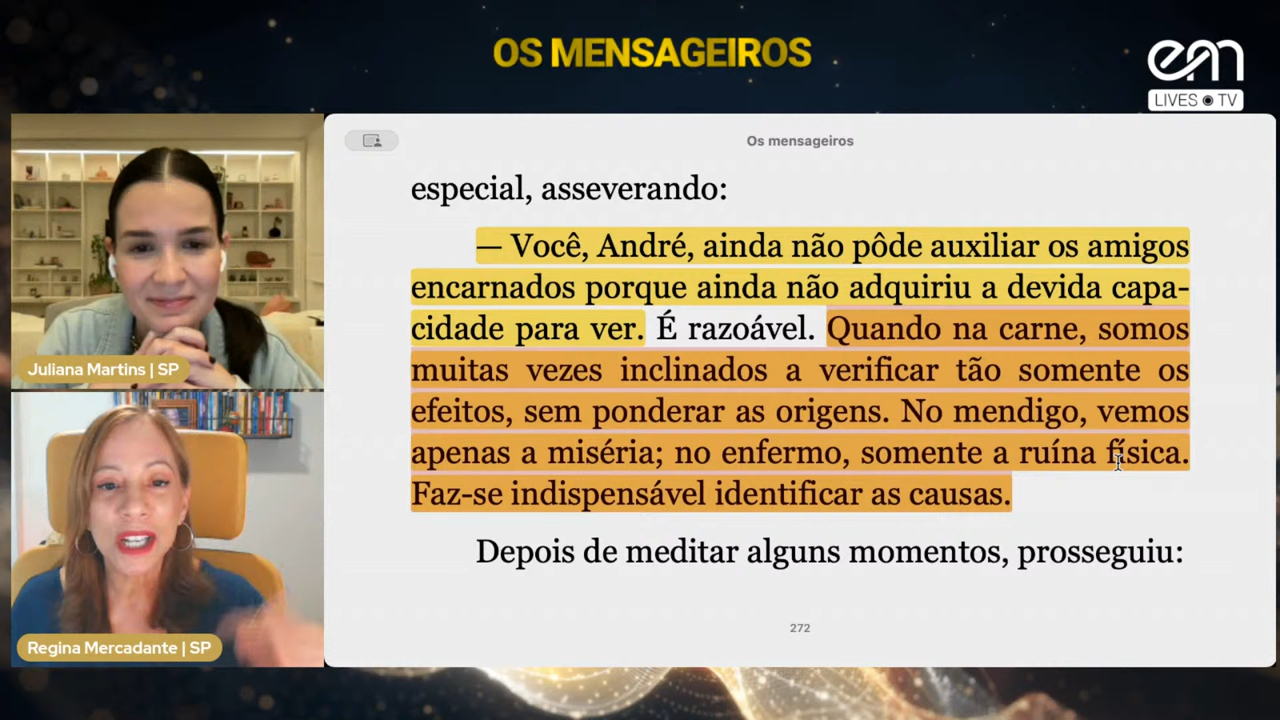 OS MENSAGEIROS
em
LIVES TV
Os mensageiros
especial, asseverando:
— Você, André, ainda não pôde auxiliar os amigos
encarnados porque ainda não adquiriu a devida capa-
cidade para ver. É razoável. Quando na carne, somos
muitas vezes inclinados a verificar tão somente os
efeitos, sem ponderar as origens. No mendigo, vemos
apenas a miséria; no enfermo, somente a ruína física.
Faz-se indispensável identificar as causas.
Depois de meditar alguns momentos, prosseguiu:
272
Juliana Martins | SP
Regina Mercadante | SP